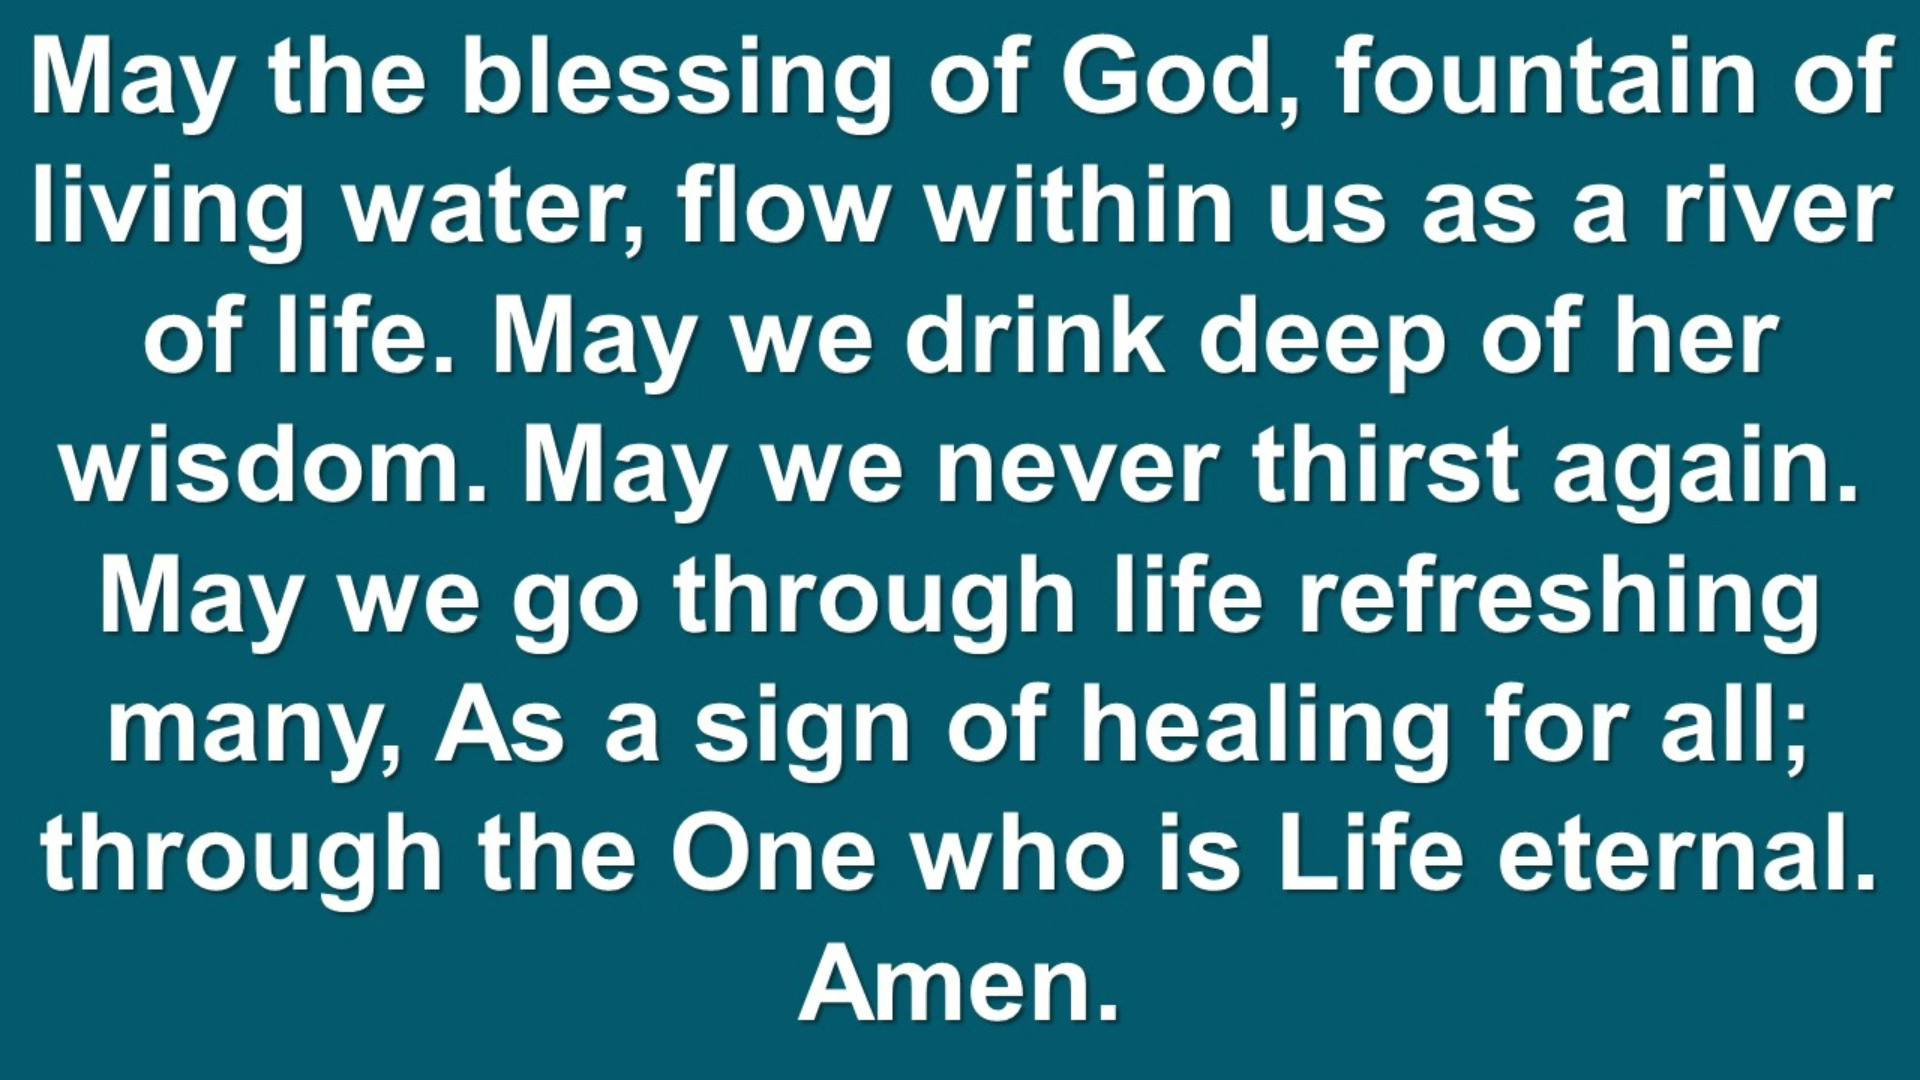 May the blessing of God, fountain of
living water, flow within us as a river
of life. May we drink deep of her
wisdom. May we never thirst again.
May we go through life refreshing
many, As a sign of healing for all;
through the One who is Life eternal.
Amen.